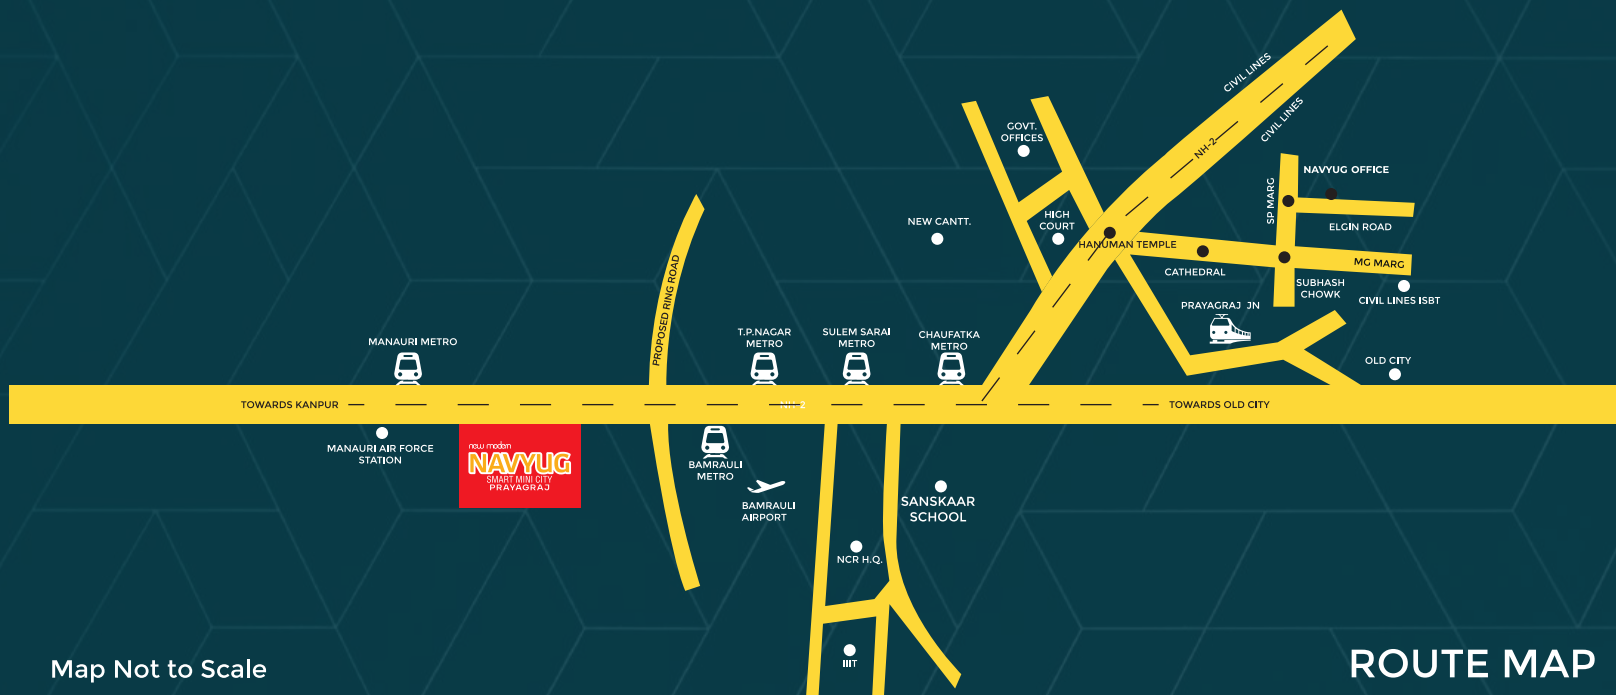 CIVIL LINES
CIVIL LINES
NH-2
GOVT.
OFFICES
NAVYUG OFFICE
SP MARG
ELGIN ROAD
NEW CANTT.
HIGH
COURT
HANUMAN TEMPLE
CATHEDRAL
MG MARG
SUBHASH
CHOWK
CIVIL LINES ISBT
PRAYAGRAJ JN
PROPOSED RING ROAD
MANAURI METRO
T.P.NAGAR
METRO
SULEM SARAI
METRO
CHAUFATKA
METRO
OLD CITY
TOWARDS KANPUR
NH-2
TOWARDS OLD CITY
MANAURI AIR FORCE
STATION
new modern
NAVYUG
SMART MINI CITY
PRAYAGRAJ
BAMRAULI
METRO
BAMRAULI
AIRPORT
SANSKAAR
SCHOOL
NCR H.Q.
IIIT
Map Not to Scale
ROUTE MAP